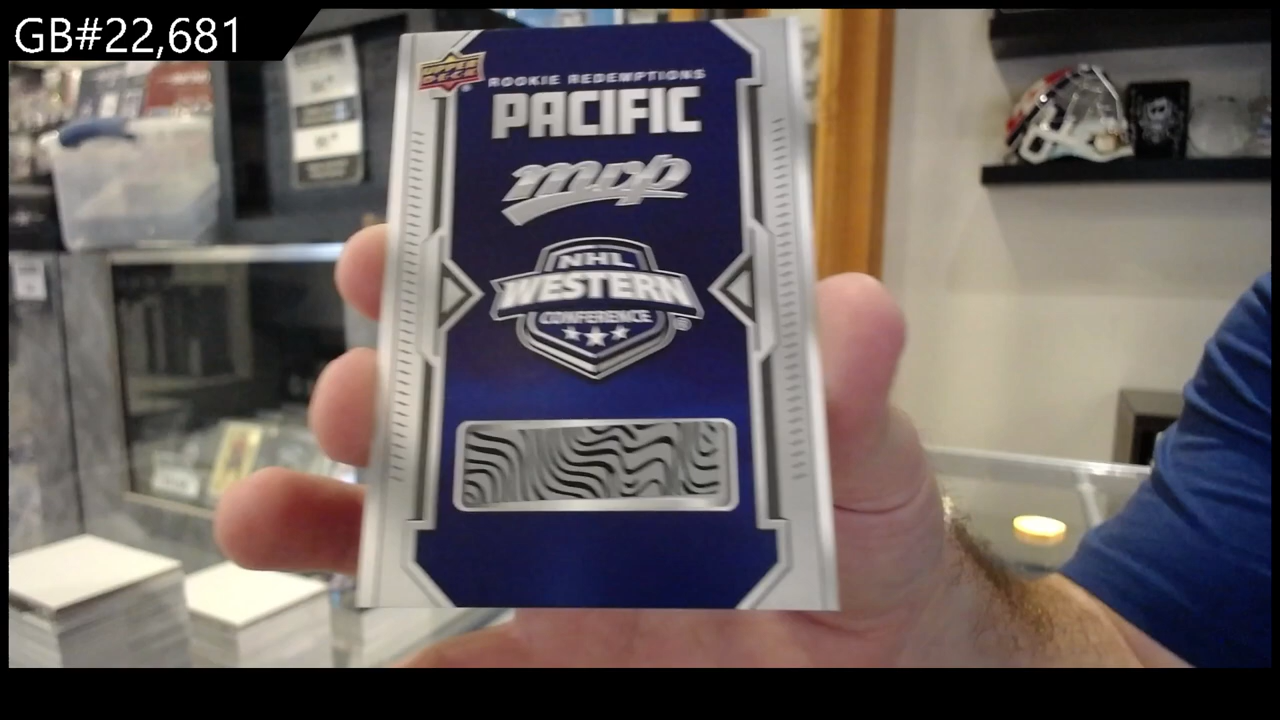 GB#22,681
UPPER
DECK
ROOKIE REDEMPTIONS
PACIFIC
mvp
NHL
WESTERN
CONFERENCE
®